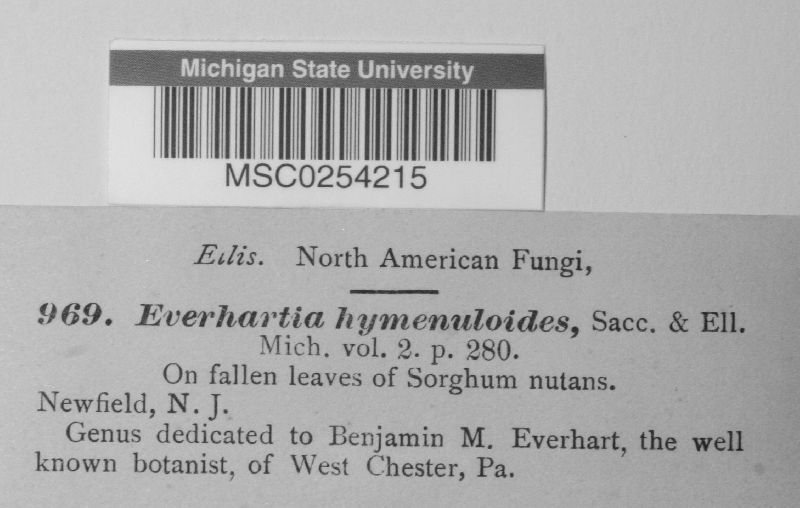 Michigan State University
MSC0254215
Ellis. North American Fungi,
969. Everhartia hymenuloides, Sacc. & Ell.
Mich. vol. 2. p. 280.
On fallen leaves of Sorghum nutans.
Newfield, N. J.
Genus dedicated to Benjamin M. Everhart, the well
known botanist, of West Chester, Pa.